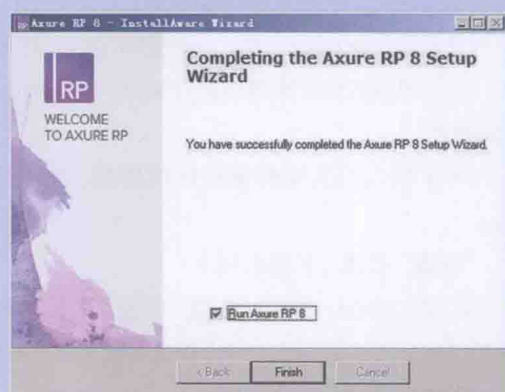 Axure RP 8 - InstallAware Wizard
RP
WELCOME
TO AXURE RP
Completing the Axure RP 8 Setup
Wizard
You have successfully completed the Axure RP 8 Setup Wizard.
Run Axure RP 8
< Back
Finish
Cancel